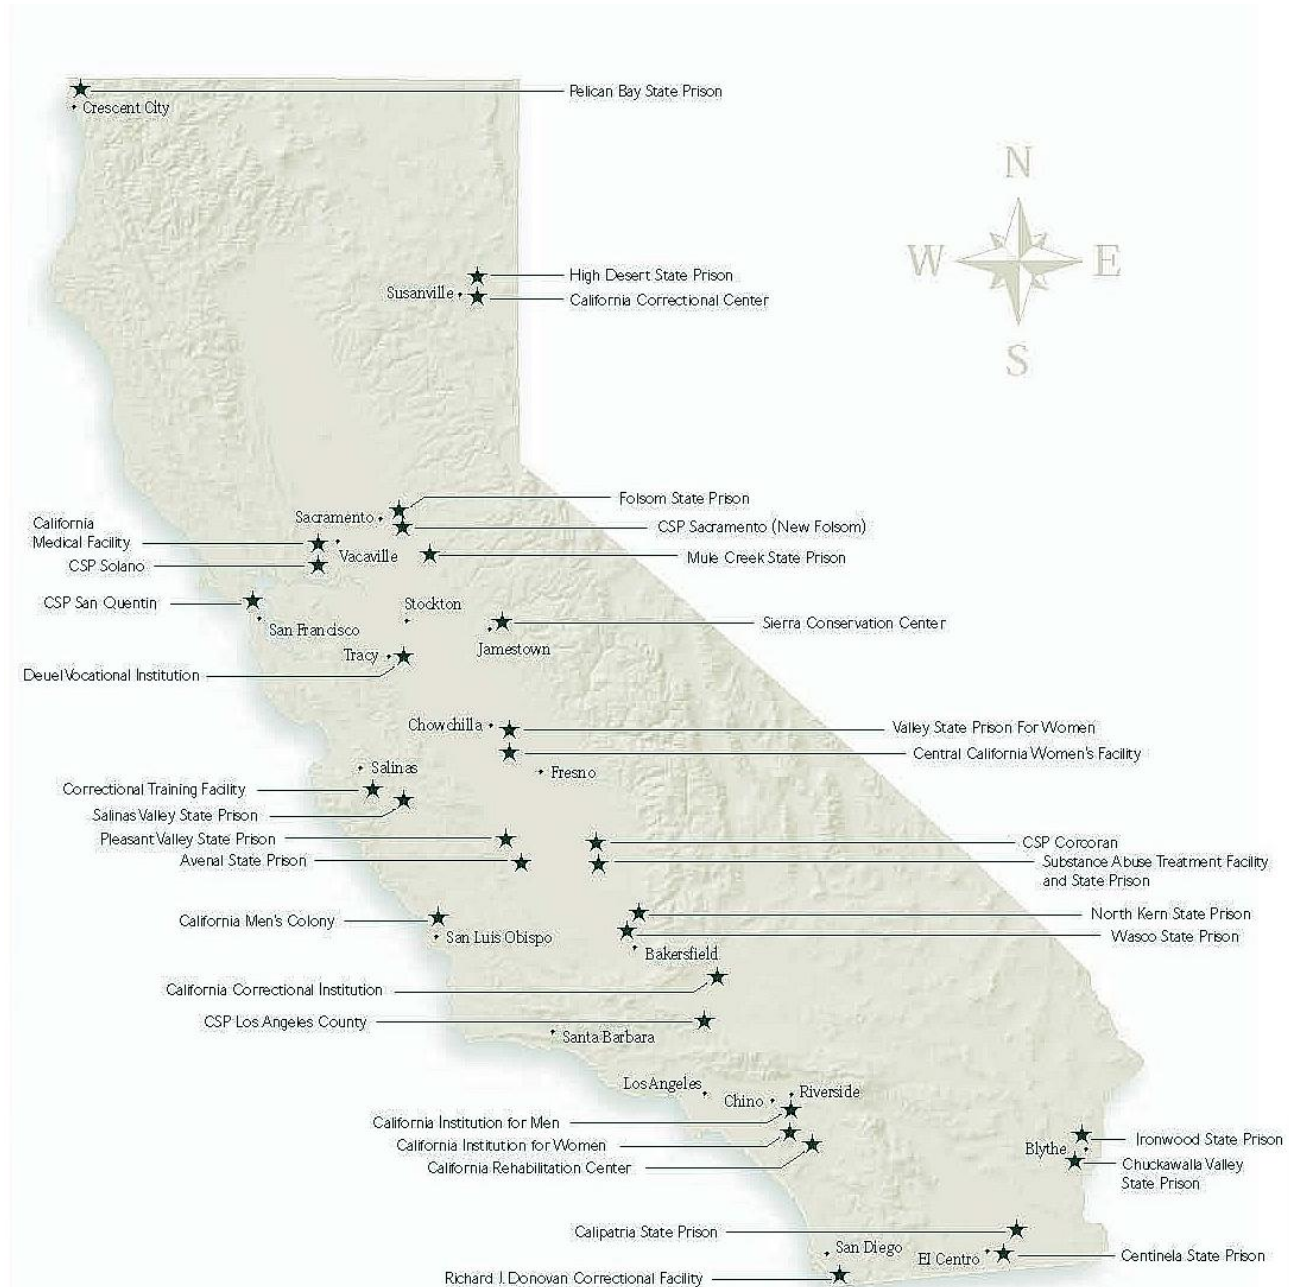 Pelican Bay State Prison
Crescent City
N
W
E
S
High Desert State Prison
Susanville
California Correctional Center
Folsom State Prison
Sacramento
CSP Sacramento (New Folsom)
California
Medical Facility
Vacaville
Mule Creek State Prison
CSP Solano
CSP San Quentin
Stockton
San Francisco
Sierra Conservation Center
Jamestown
Tracy
Deuel Vocational Institution
Chowchilla
Valley State Prison For Women
Central California Women's Facility
Salinas
Fresno
Correctional Training Facility
Salinas Valley State Prison
Pleasant Valley State Prison
CSP Corcoran
Avenal State Prison
Substance Abuse Treatment Facility
and State Prison
North Kern State Prison
California Men's Colony
San Luis Obispo
Wasco State Prison
Bakersfield
California Correctional Institution
CSP Los Angeles County
Santa Barbara
Los Angeles
Chino
Riverside
California Institution for Men
California Institution for Women
California Rehabilitation Center
Ironwood State Prison
Blythe
Chuckawalla Valley
State Prison
Calipatria State Prison
San Diego
El Centro
Centinela State Prison
Richard J. Donovan Correctional Facility